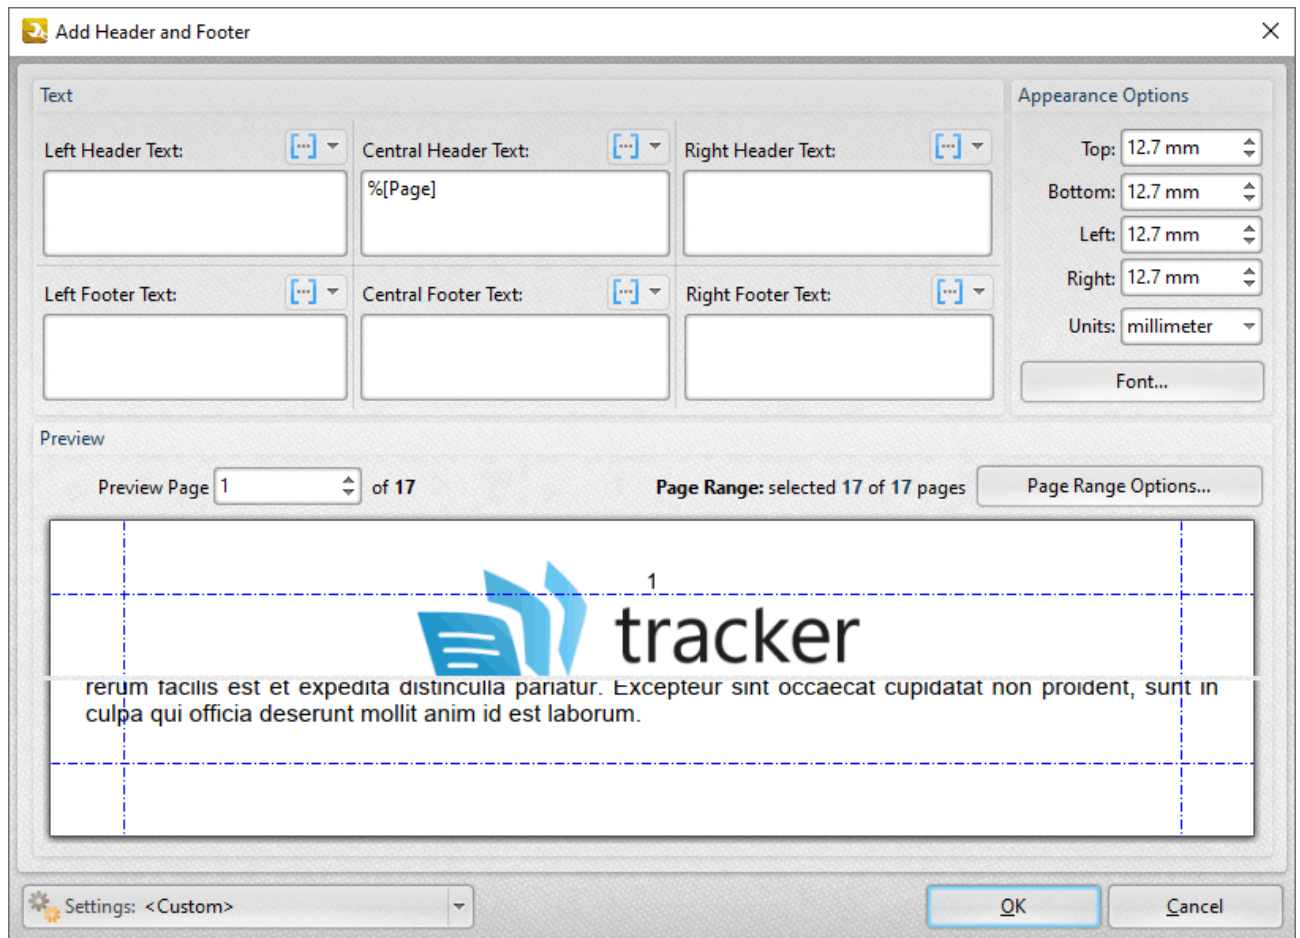 Add Header and Footer
Text
Appearance Options
Left Header Text:
Central Header Text:
Right Header Text:
%[Page]
Left Footer Text:
Central Footer Text:
Right Footer Text:
Top: 12.7 mm
Bottom: 12.7 mm
Left: 12.7 mm
Right: 12.7 mm
Units: millimeter
Font...
Preview
Preview Page 1 of 17
Page Range: selected 17 of 17 pages
Page Range Options...
1
tracker
rerum facilis est et expedita distinculla pariatur. Excepteur sint occaecat cupidatat non proident, sunt in
culpa qui officia deserunt mollit anim id est laborum.
Settings: <Custom>
OK
Cancel